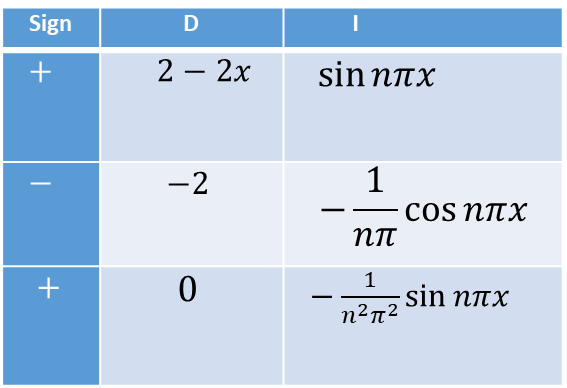 Sign D I
+ 2 − 2x sin nπx
− −2 −1/nπ cos nπx
+ 0 −1/n²π² sin nπx